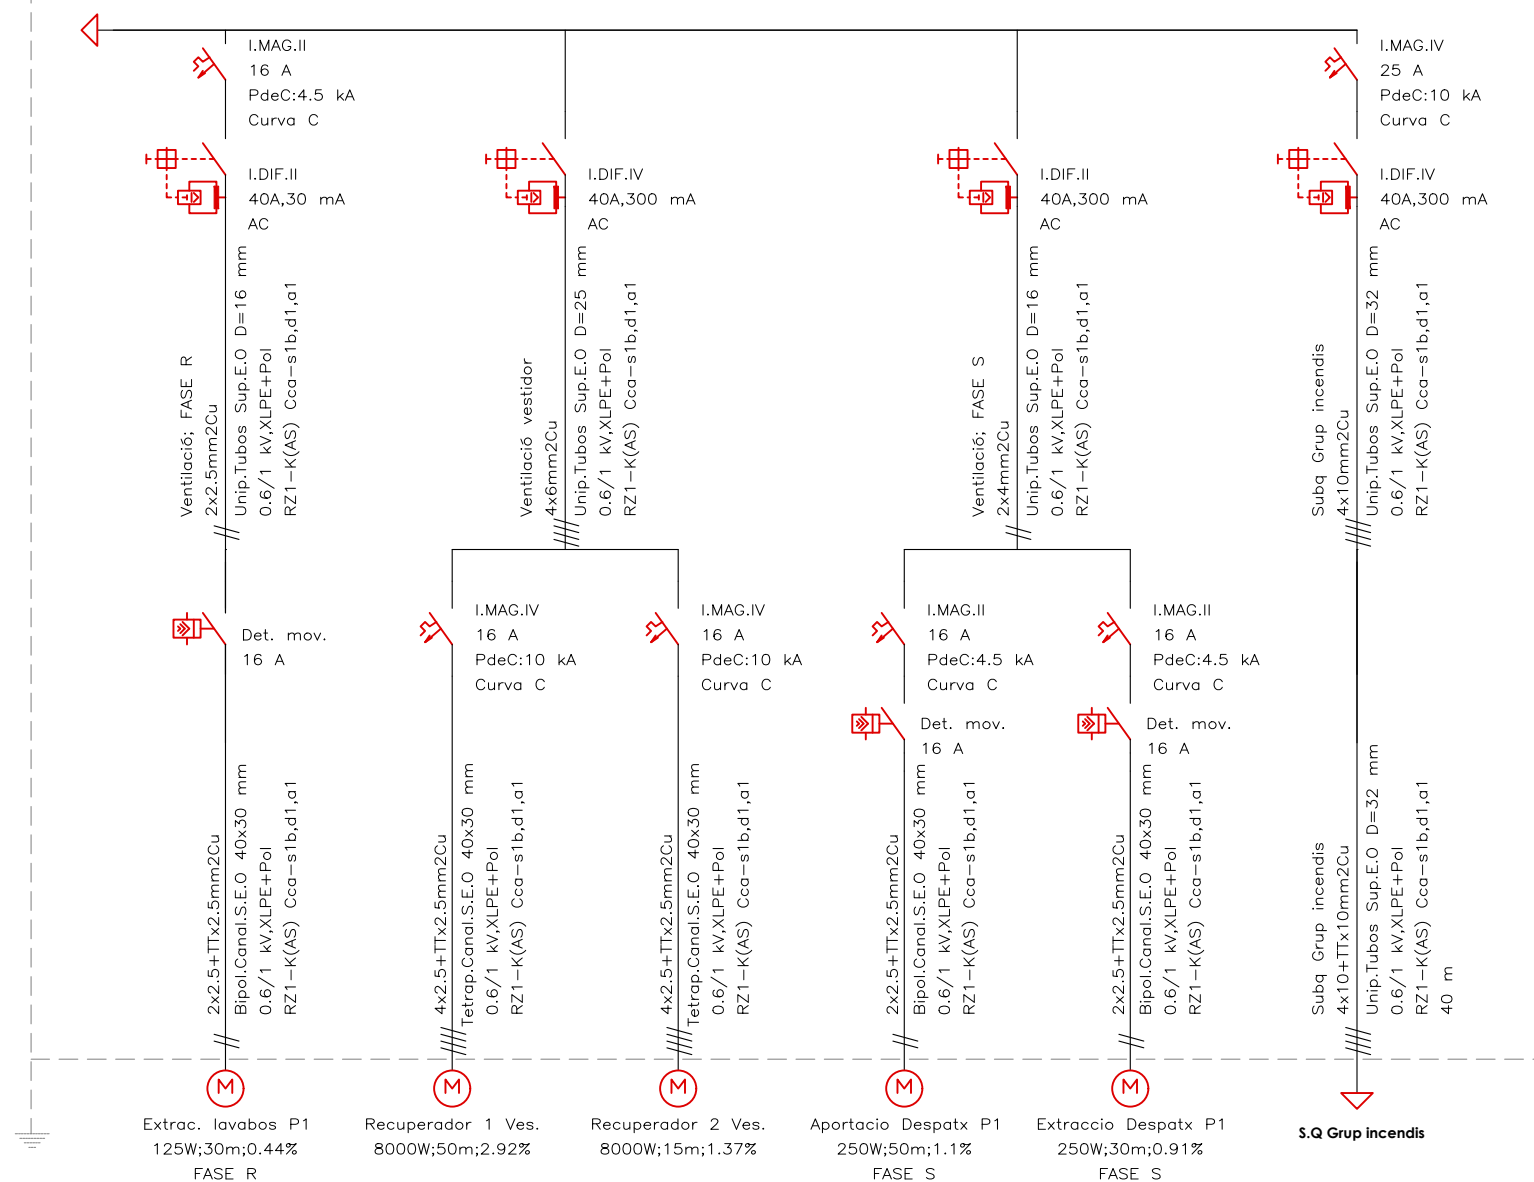 I.MAG.II
16 A
PdeC:4.5 kA
Curva C
I.MAG.IV
25 A
PdeC:10 kA
Curva C
I.DIF.II
40A,30 mA
AC
I.DIF.IV
40A,300 mA
AC
I.DIF.II
40A,300 mA
AC
I.DIF.IV
40A,300 mA
AC
Ventilació; FASE R
2x2.5mm2Cu
Unip.Tubos Sup.E.O D=16 mm
0.6/1 kV,XLPE+Pol
RZ1-K(AS) Cca-s1b,d1,a1
Ventilació vestidor
4x6mm2Cu
Unip.Tubos Sup.E.O D=25 mm
0.6/1 kV,XLPE+Pol
RZ1-K(AS) Cca-s1b,d1,a1
Ventilació; FASE S
2x4mm2Cu
Unip.Tubos Sup.E.O D=16 mm
0.6/1 kV,XLPE+Pol
RZ1-K(AS) Cca-s1b,d1,a1
Subq Grup incendis
4x10mm2Cu
Unip.Tubos Sup.E.O D=32 mm
0.6/1 kV,XLPE+Pol
RZ1-K(AS) Cca-s1b,d1,a1
Det. mov.
16 A
I.MAG.IV
16 A
PdeC:10 kA
Curva C
I.MAG.IV
16 A
PdeC:10 kA
Curva C
I.MAG.II
16 A
PdeC:4.5 kA
Curva C
I.MAG.II
16 A
PdeC:4.5 kA
Curva C
Det. mov.
16 A
Det. mov.
16 A
2x2.5+TTx2.5mm2Cu
Bipol.Canal.S.E.O 40x30 mm
0.6/1 kV,XLPE+Pol
RZ1-K(AS) Cca-s1b,d1,a1
4x2.5+TTx2.5mm2Cu
Tetrap.Canal.S.E.O 40x30 mm
0.6/1 kV,XLPE+Pol
RZ1-K(AS) Cca-s1b,d1,a1
4x2.5+TTx2.5mm2Cu
Tetrap.Canal.S.E.O 40x30 mm
0.6/1 kV,XLPE+Pol
RZ1-K(AS) Cca-s1b,d1,a1
2x2.5+TTx2.5mm2Cu
Bipol.Canal.S.E.O 40x30 mm
0.6/1 kV,XLPE+Pol
RZ1-K(AS) Cca-s1b,d1,a1
2x2.5+TTx2.5mm2Cu
Bipol.Canal.S.E.O 40x30 mm
0.6/1 kV,XLPE+Pol
RZ1-K(AS) Cca-s1b,d1,a1
Subq Grup incendis
4x10+TTx10mm2Cu
Unip.Tubos Sup.E.O D=32 mm
0.6/1 kV,XLPE+Pol
RZ1-K(AS) Cca-s1b,d1,a1
40 m
M
M
M
M
M
Extrac. lavabos P1
125W;30m;0.44%
FASE R
Recuperador 1 Ves.
8000W;50m;2.92%
Recuperador 2 Ves.
8000W;15m;1.37%
Aportacio Despatx P1
250W;50m;1.1%
FASE S
Extraccio Despatx P1
250W;30m;0.91%
FASE S
S.Q Grup incendis